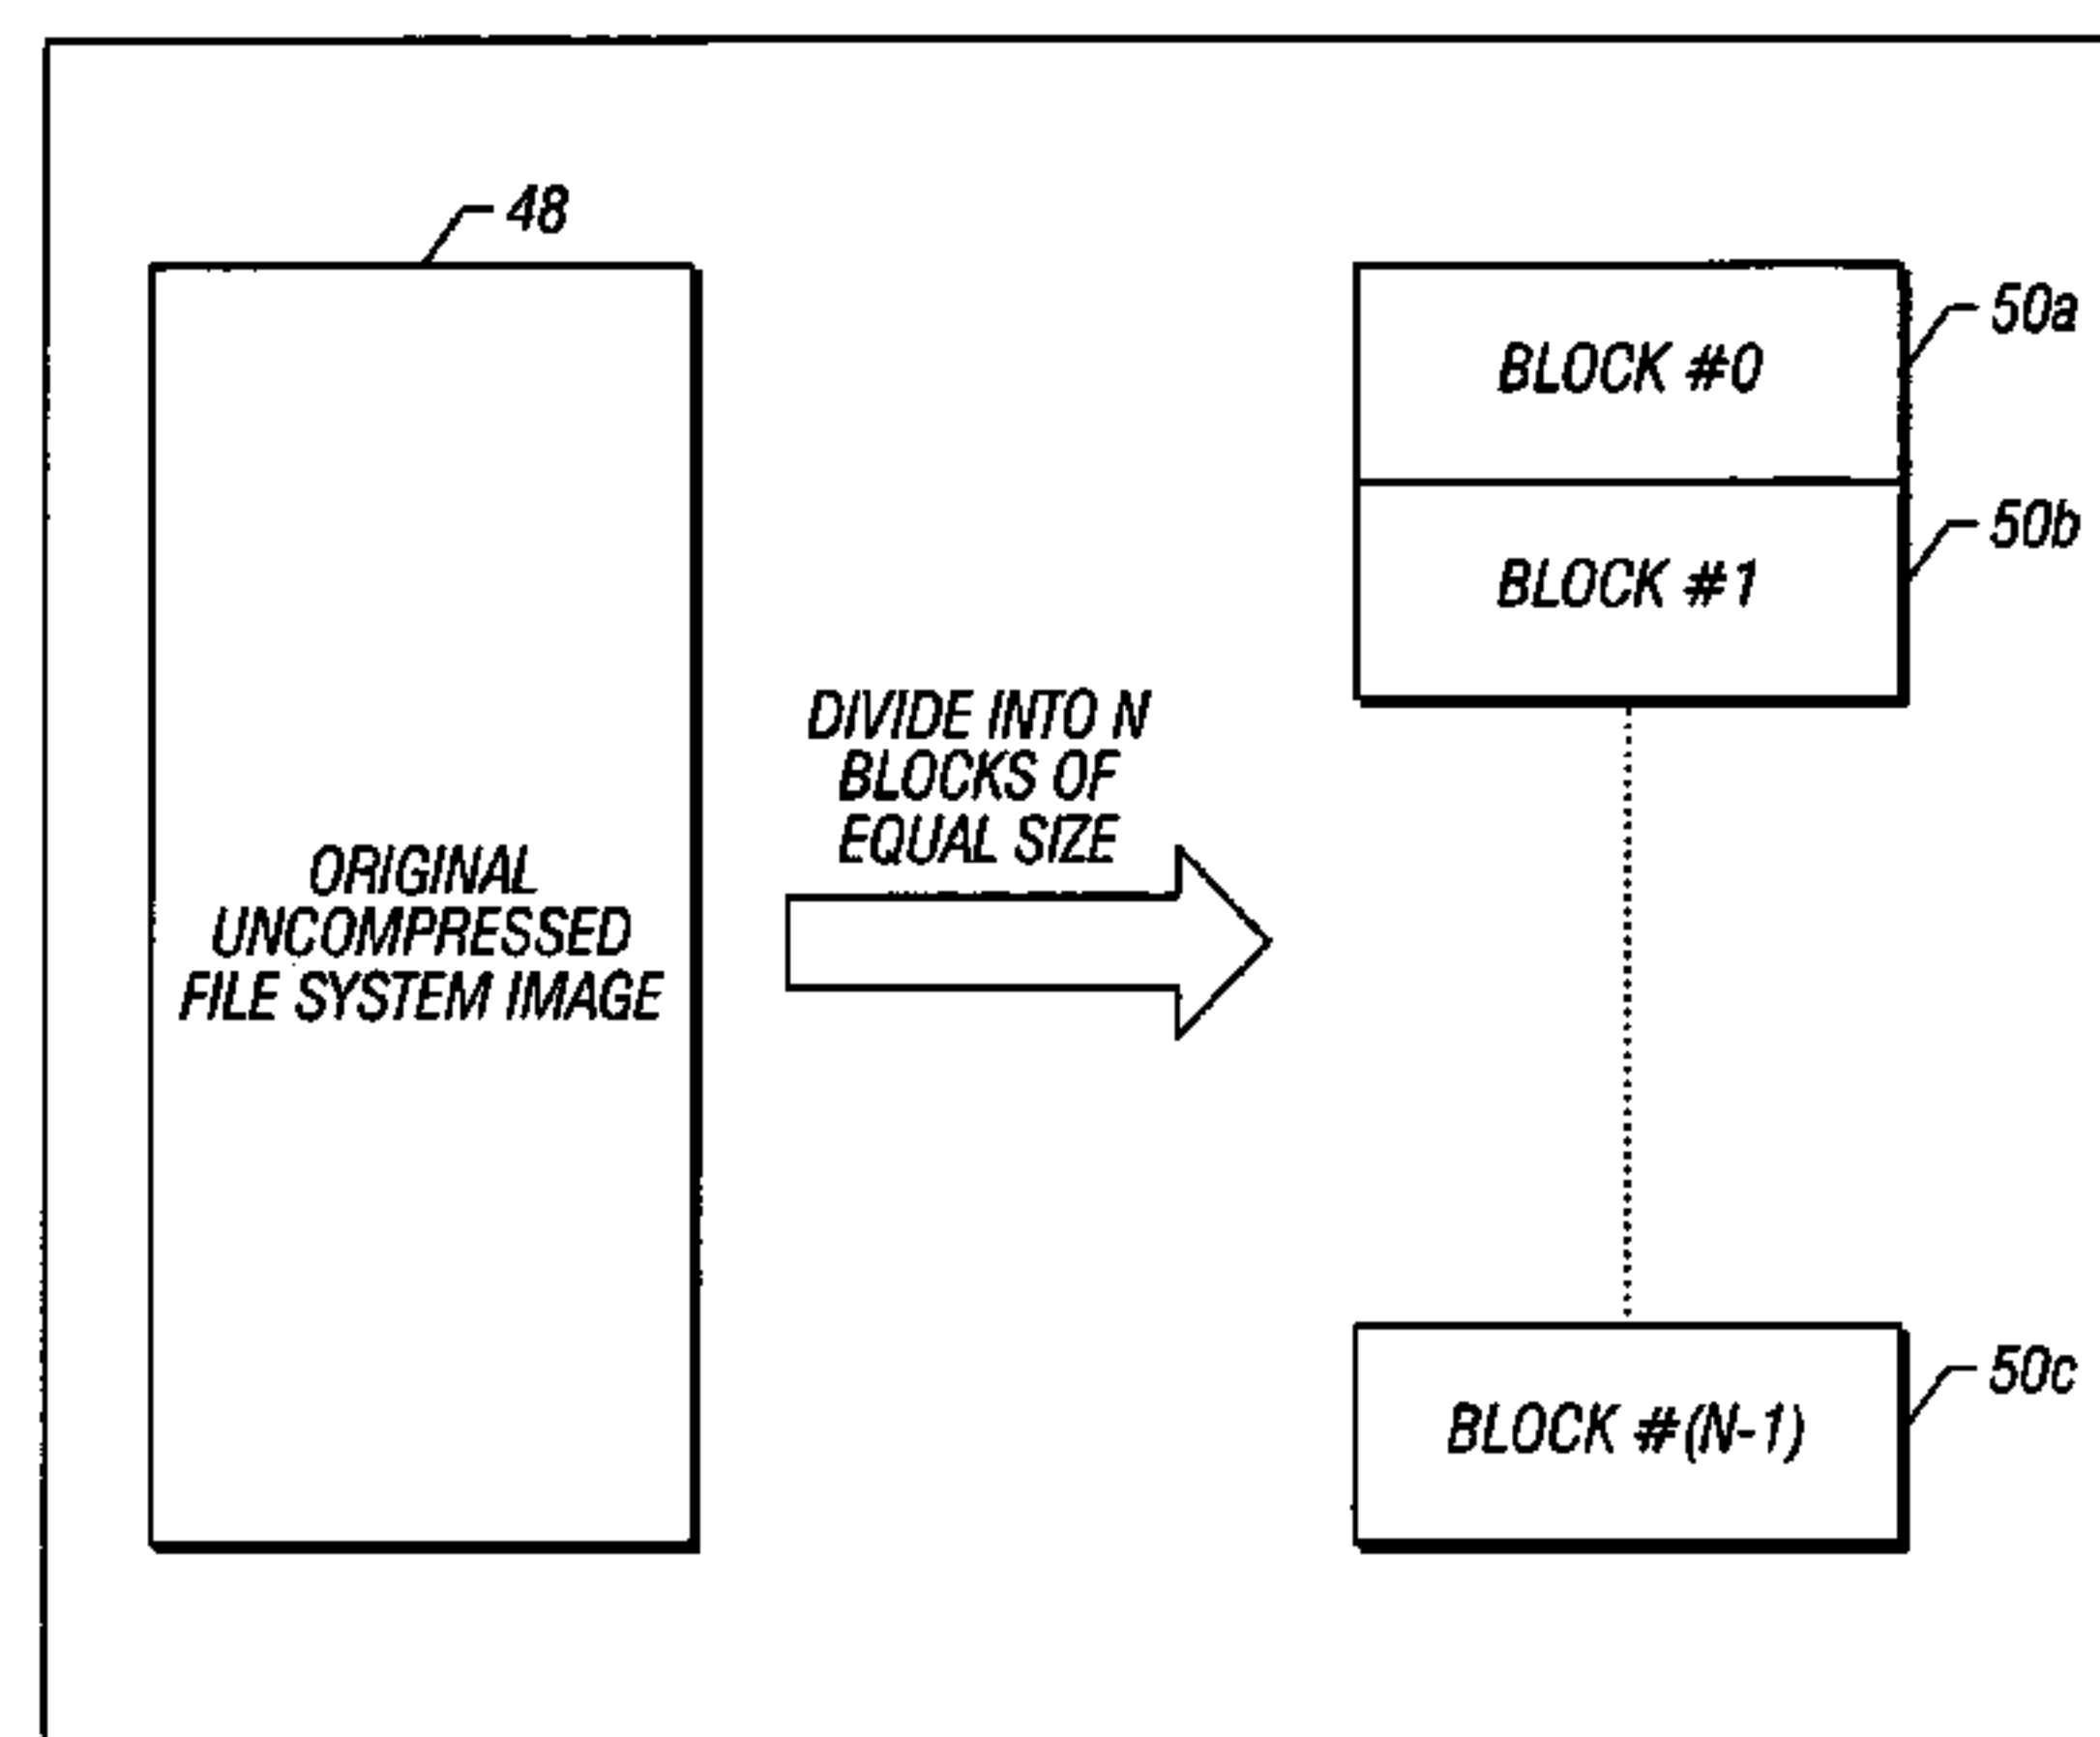 48
ORIGINAL
UNCOMPRESSED
FILE SYSTEM IMAGE
DIVIDE INTO N
BLOCKS OF
EQUAL SIZE
BLOCK #0
50a
BLOCK #1
50b
BLOCK #(N-1)
50c